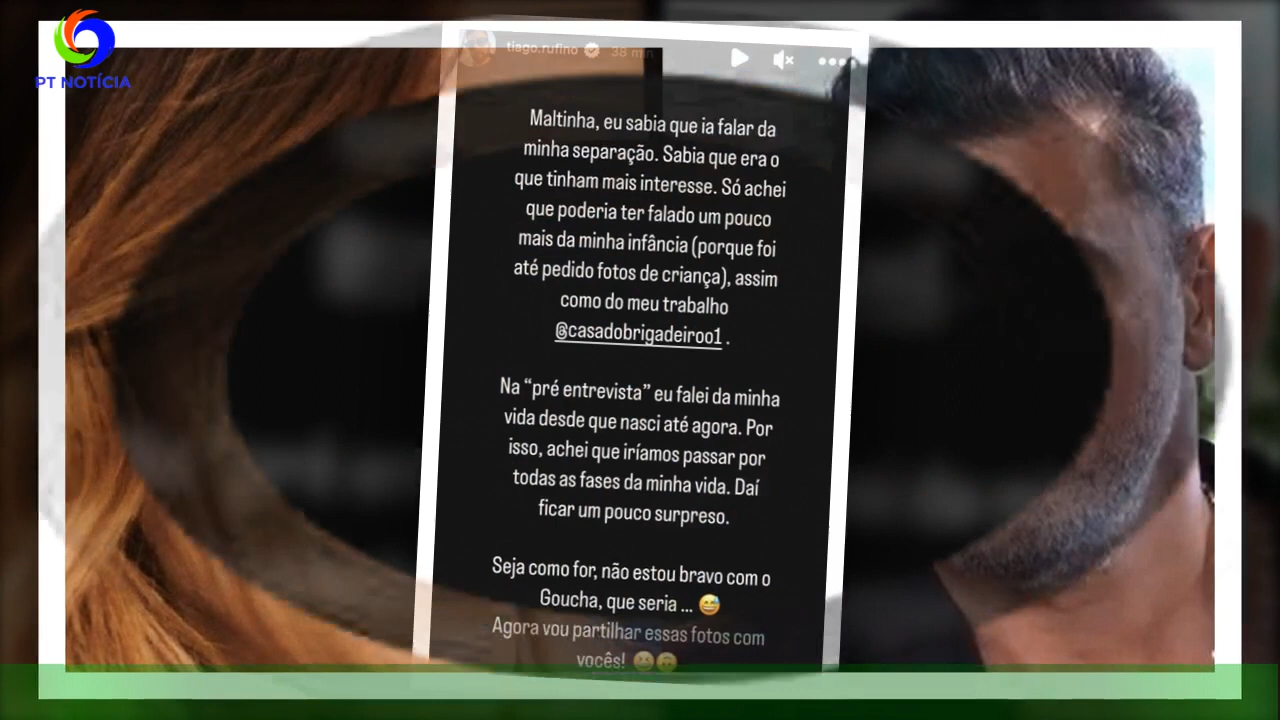 PT NOTÍCIA
tiago.rufino 38 min
Maltinha, eu sabia que ia falar da
minha separação. Sabia que era o
que tinham mais interesse. Só achei
que poderia ter falado um pouco
mais da minha infância (porque foi
até pedido fotos de criança), assim
como do meu trabalho
@casadobrigadeiroo1 .
Na “pré entrevista” eu falei da minha
vida desde que nasci até agora. Por
isso, achei que iríamos passar por
todas as fases da minha vida. Daí
ficar um pouco surpreso.
Seja como for, não estou bravo com o
Goucha, que seria ... 😅
Agora vou partilhar essas fotos com
vocês!